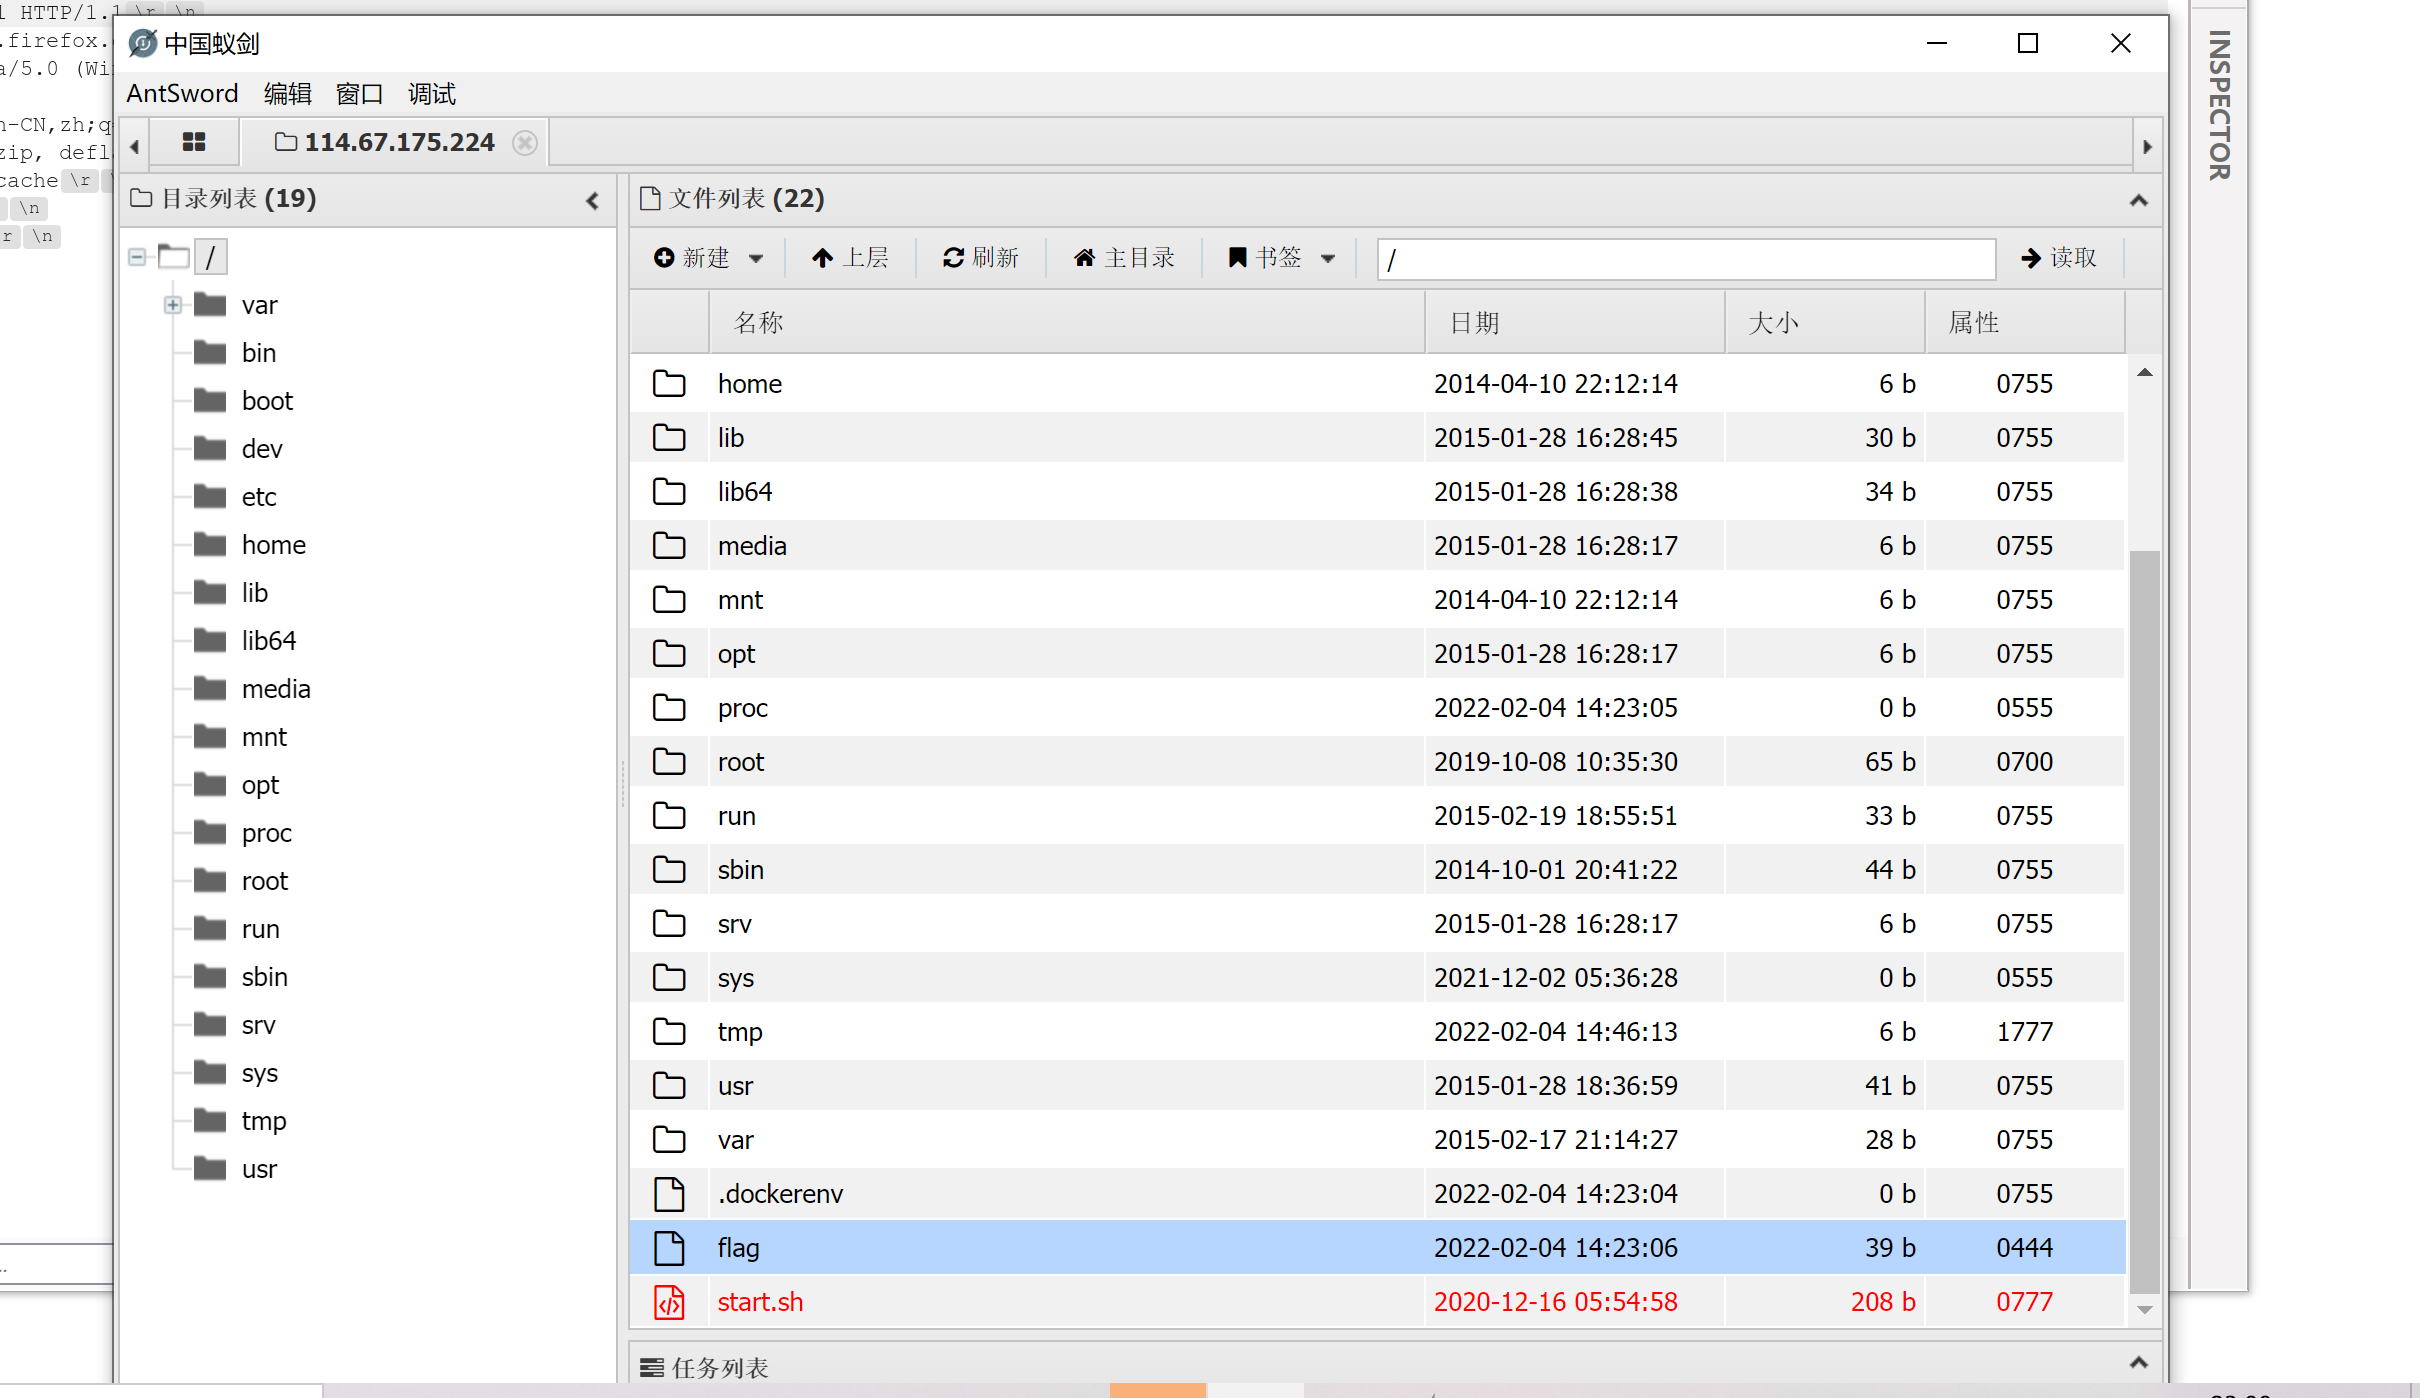 l HTTP/1.1 \r \n
.firefox.
a/5.0 (Wi
n-CN,zh;q
zip, defl
cache \r
\n
r \n
INSPECTOR
中国蚁剑
AntSword 编辑 窗口 调试
114.67.175.224
目录列表 (19)
/
var
bin
boot
dev
etc
home
lib
lib64
media
mnt
opt
proc
root
run
sbin
srv
sys
tmp
usr
文件列表 (22)
新建 上层 刷新 主目录 书签 / 读取
名称 日期 大小 属性
home 2014-04-10 22:12:14 6 b 0755
lib 2015-01-28 16:28:45 30 b 0755
lib64 2015-01-28 16:28:38 34 b 0755
media 2015-01-28 16:28:17 6 b 0755
mnt 2014-04-10 22:12:14 6 b 0755
opt 2015-01-28 16:28:17 6 b 0755
proc 2022-02-04 14:23:05 0 b 0555
root 2019-10-08 10:35:30 65 b 0700
run 2015-02-19 18:55:51 33 b 0755
sbin 2014-10-01 20:41:22 44 b 0755
srv 2015-01-28 16:28:17 6 b 0755
sys 2021-12-02 05:36:28 0 b 0555
tmp 2022-02-04 14:46:13 6 b 1777
usr 2015-01-28 18:36:59 41 b 0755
var 2015-02-17 21:14:27 28 b 0755
.dockerenv 2022-02-04 14:23:04 0 b 0755
flag 2022-02-04 14:23:06 39 b 0444
start.sh 2020-12-16 05:54:58 208 b 0777
任务列表